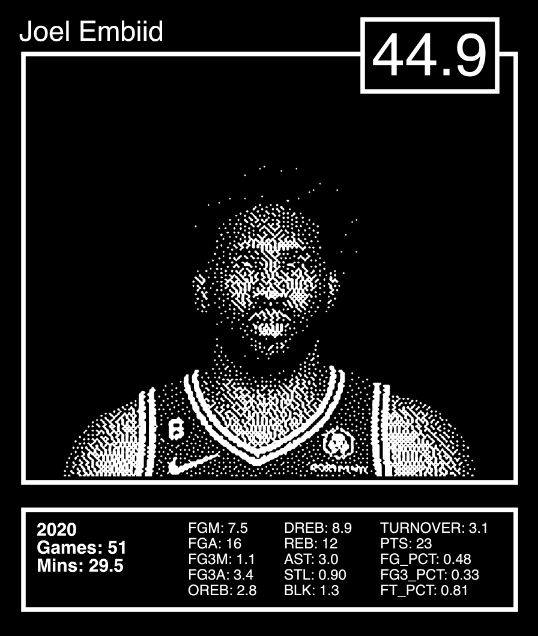 Joel Embiid
44.9
6
2020
Games: 51
Mins: 29.5
FGM: 7.5
FGA: 16
FG3M: 1.1
FG3A: 3.4
OREB: 2.8
DREB: 8.9
REB: 12
AST: 3.0
STL: 0.90
BLK: 1.3
TURNOVER: 3.1
PTS: 23
FG_PCT: 0.48
FG3_PCT: 0.33
FT_PCT: 0.81